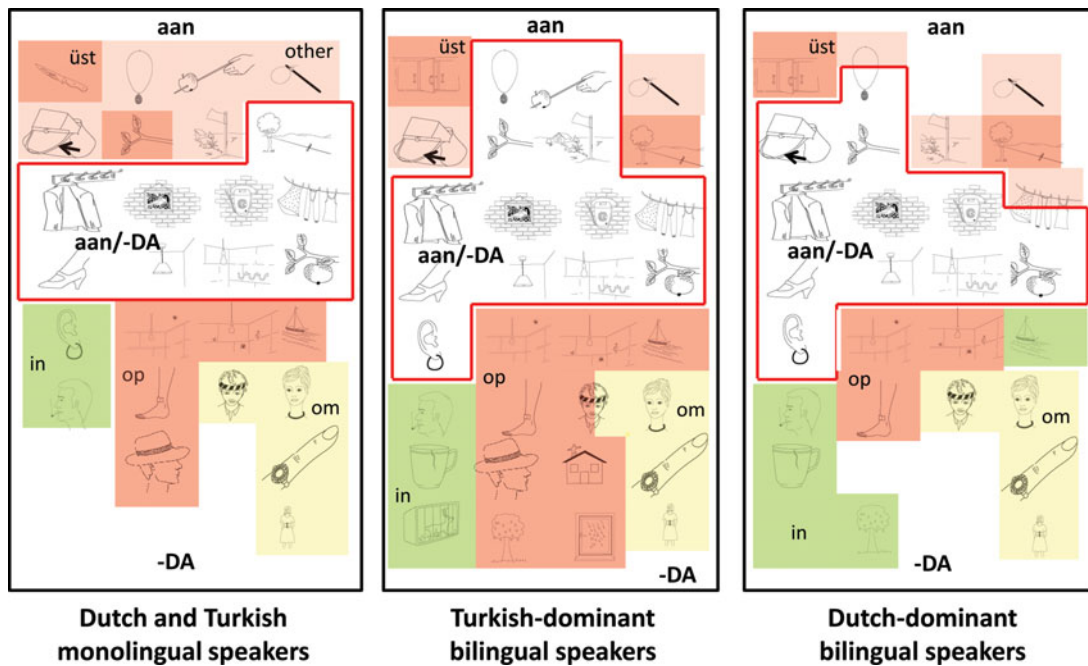 aan
üst
other
aan/-DA
in
op
om
-DA
Dutch and Turkish
monolingual speakers
aan
üst
aan/-DA
op
om
in
-DA
Turkish-dominant
bilingual speakers
aan
üst
aan/-DA
op
om
in
-DA
Dutch-dominant
bilingual speakers